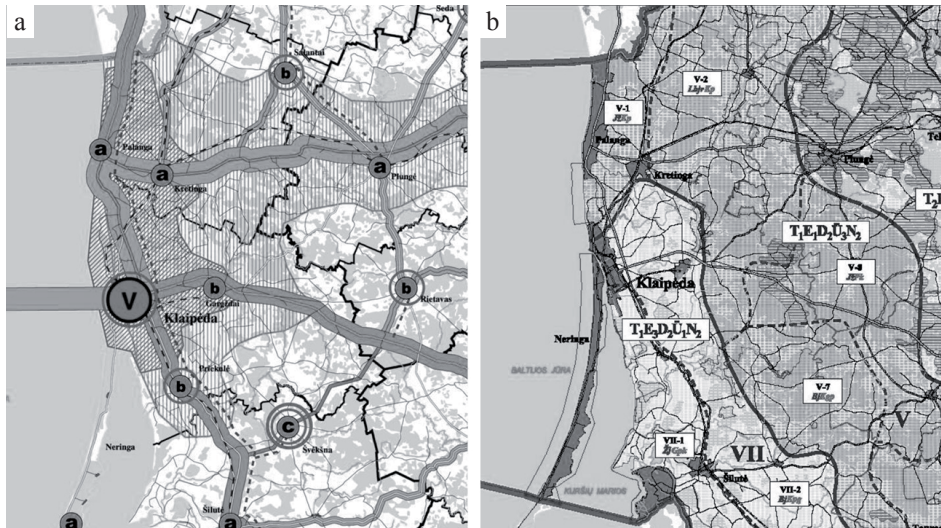 a
Seda
Salantai
b
a
Palanga
a
Kretinga
a
Plungė
V
Klaipėda
b
Gargždai
b
Rietavas
b
Priekulė
c
Švėkšna
Neringa
Šilutė
a
a
b
V-2
V-1
Palanga
Kretinga
Plungė
T₁E₁D₂Ū₃N₂
V-8
Klaipėda
T₁E₃D₂Ū₁N₂
Neringa
BALTIJOS JŪRA
V-7
V
VII-1
VII
Šilutė
VII-2
KURŠIŲ MARIOS